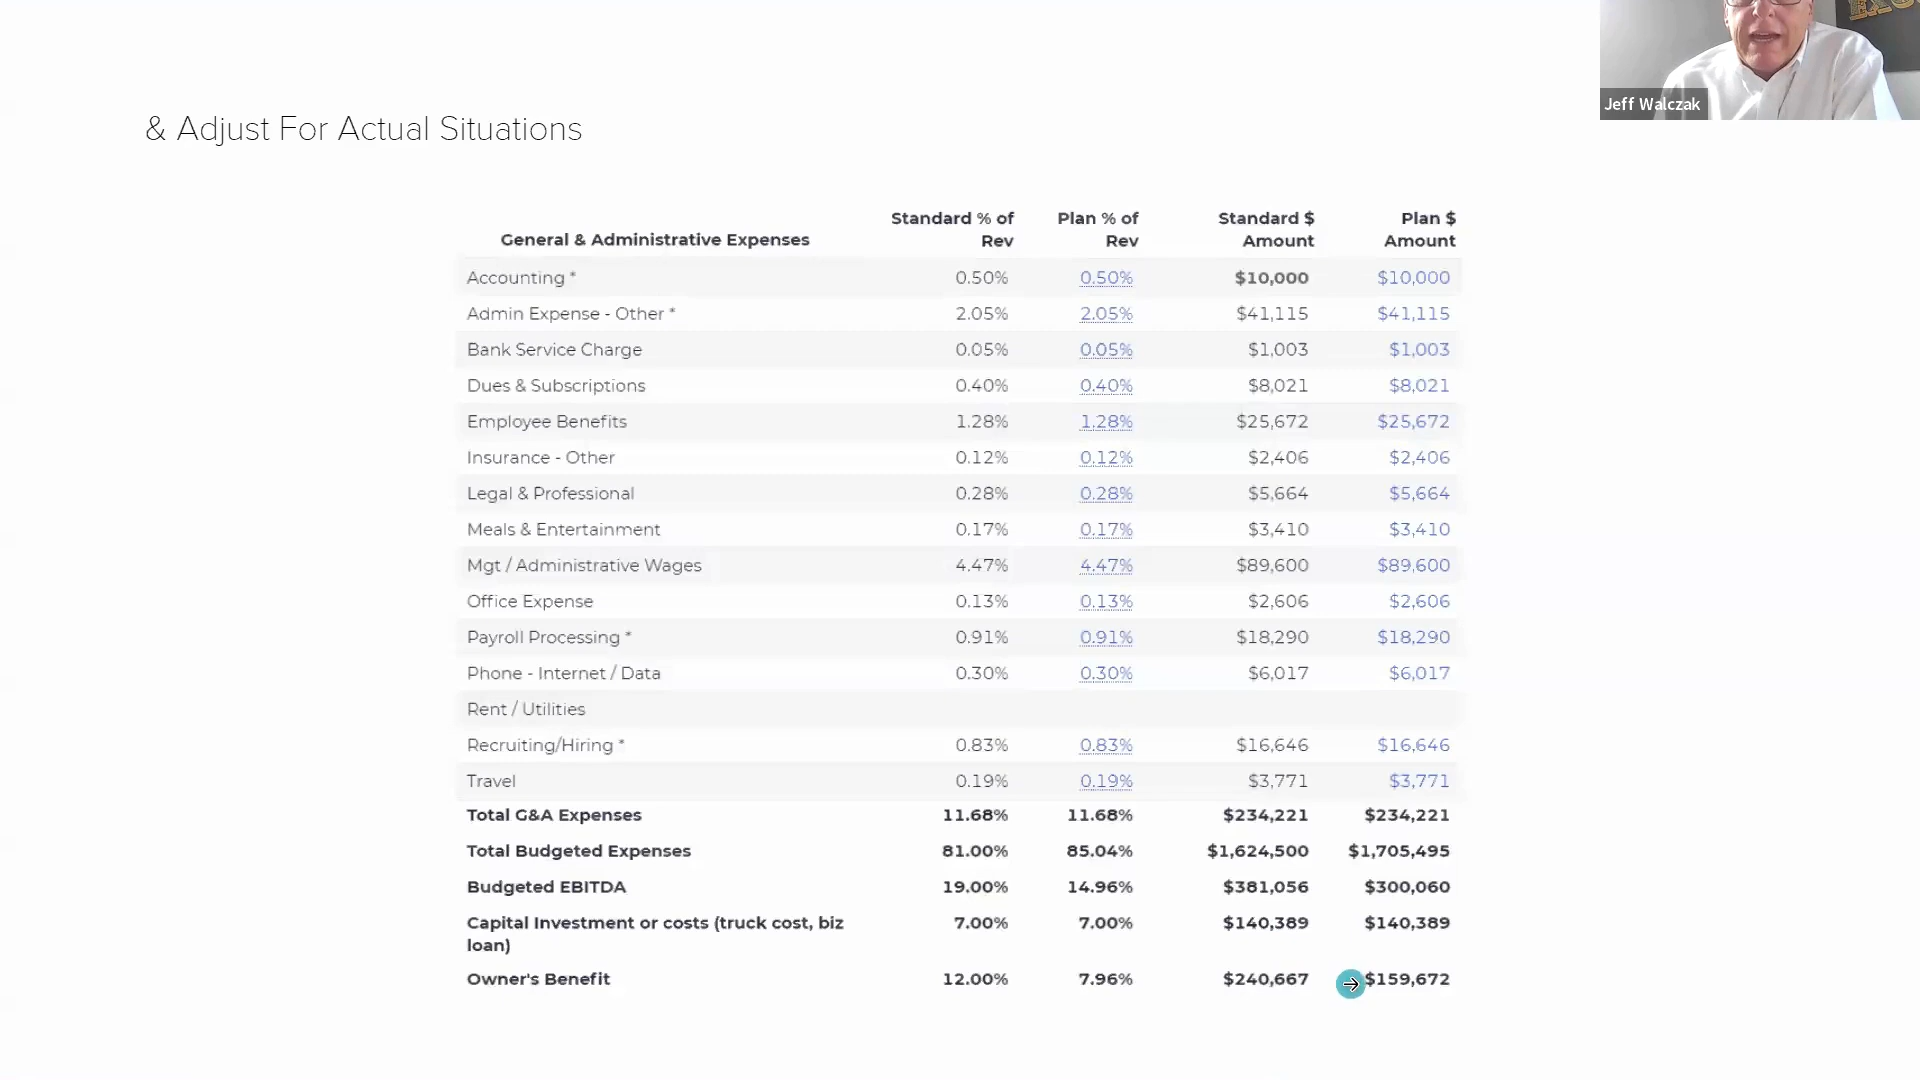 Jeff Walczak
& Adjust For Actual Situations
General & Administrative Expenses Standard % of Rev Plan % of Rev Standard $ Amount Plan $ Amount
Accounting * 0.50% 0.50% $10,000 $10,000
Admin Expense - Other * 2.05% 2.05% $41,115 $41,115
Bank Service Charge 0.05% 0.05% $1,003 $1,003
Dues & Subscriptions 0.40% 0.40% $8,021 $8,021
Employee Benefits 1.28% 1.28% $25,672 $25,672
Insurance - Other 0.12% 0.12% $2,406 $2,406
Legal & Professional 0.28% 0.28% $5,664 $5,664
Meals & Entertainment 0.17% 0.17% $3,410 $3,410
Mgt / Administrative Wages 4.47% 4.47% $89,600 $89,600
Office Expense 0.13% 0.13% $2,606 $2,606
Payroll Processing * 0.91% 0.91% $18,290 $18,290
Phone - Internet / Data 0.30% 0.30% $6,017 $6,017
Rent / Utilities
Recruiting/Hiring * 0.83% 0.83% $16,646 $16,646
Travel 0.19% 0.19% $3,771 $3,771
Total G&A Expenses 11.68% 11.68% $234,221 $234,221
Total Budgeted Expenses 81.00% 85.04% $1,624,500 $1,705,495
Budgeted EBITDA 19.00% 14.96% $381,056 $300,060
Capital Investment or costs (truck cost, biz loan) 7.00% 7.00% $140,389 $140,389
Owner's Benefit 12.00% 7.96% $240,667 $159,672